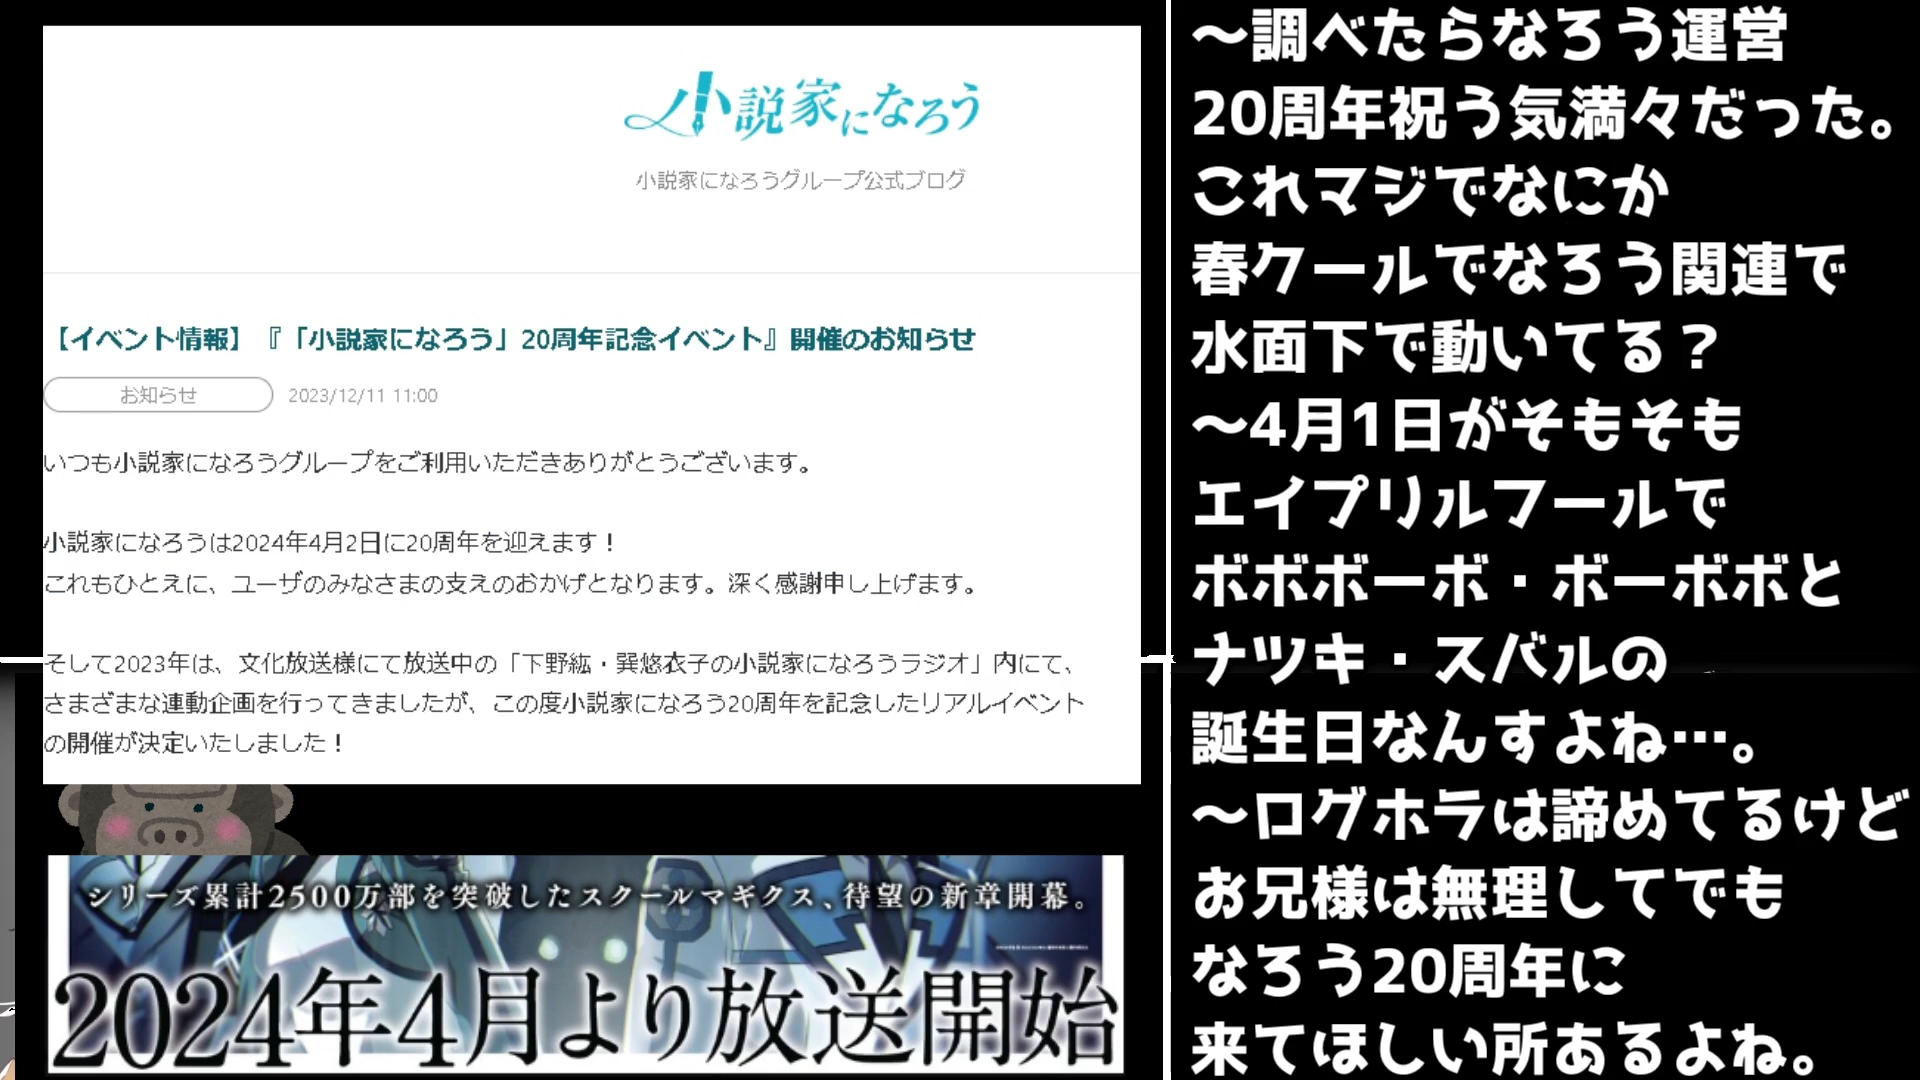 小説家になろう
小説家になろうグループ公式ブログ
【イベント情報】『「小説家になろう」20周年記念イベント』開催のお知らせ
お知らせ 2023/12/11 11:00
いつも小説家になろうグループをご利用いただきありがとうございます。
小説家になろうは2024年4月2日に20周年を迎えます！
これもひとえに、ユーザのみなさまの支えのおかげとなります。深く感謝申し上げます。
そして2023年は、文化放送様にて放送中の「下野紘・巽悠衣子の小説家になろうラジオ」内にて、
さまざまな連動企画を行ってきましたが、この度小説家になろう20周年を記念したリアルイベント
の開催が決定いたしました！
シリーズ累計2500万部を突破したスクールマギクス、待望の新章開幕。
2024年4月より放送開始
～調べたらなろう運営
20周年祝う気満々だった。
これマジでなにか
春クールでなろう関連で
水面下で動いてる？
～4月1日がそもそも
エイプリルフールで
ボボボーボ・ボーボボと
ナツキ・スバルの
誕生日なんすよね…。
～ログホラは諦めてるけど
お兄様は無理してでも
なろう20周年に
来てほしい所あるよね。